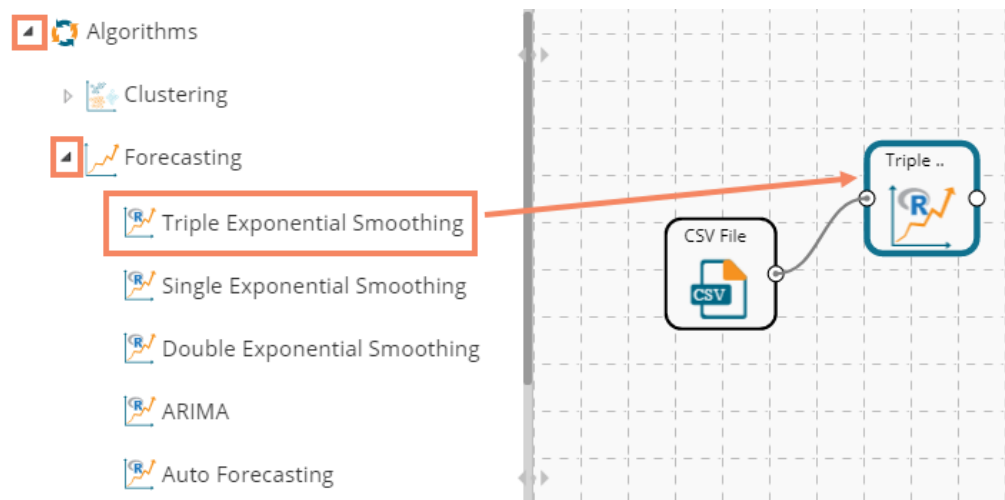 Algorithms
Clustering
Forecasting
Triple Exponential Smoothing
Single Exponential Smoothing
Double Exponential Smoothing
ARIMA
Auto Forecasting
CSV File
CSV
Triple ..
R